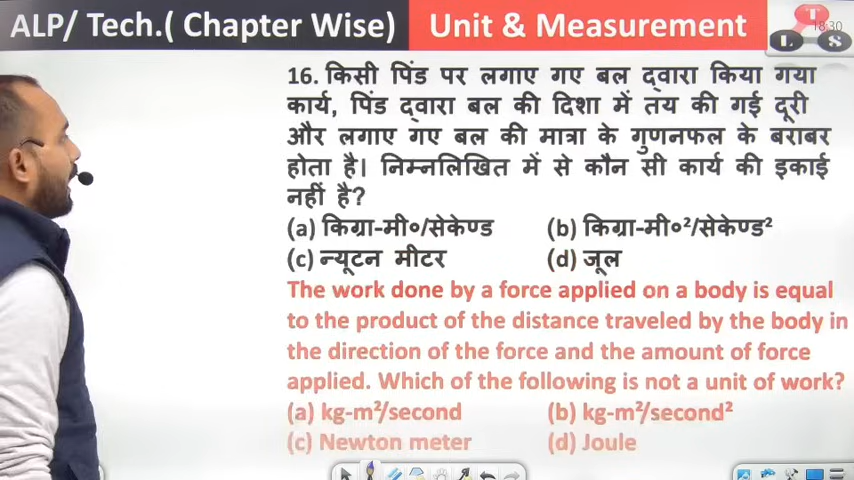 ALP/ Tech.( Chapter Wise)
Unit & Measurement
T
18:30
L S
16. किसी पिंड पर लगाए गए बल द्वारा किया गया
कार्य, पिंड द्वारा बल की दिशा में तय की गई दूरी
और लगाए गए बल की मात्रा के गुणनफल के बराबर
होता है। निम्नलिखित में से कौन सी कार्य की इकाई
नहीं है?
(a) किग्रा-मी०/सेकेण्ड (b) किग्रा-मी०²/सेकेण्ड²
(c) न्यूटन मीटर (d) जूल
The work done by a force applied on a body is equal
to the product of the distance traveled by the body in
the direction of the force and the amount of force
applied. Which of the following is not a unit of work?
(a) kg-m²/second (b) kg-m²/second²
(c) Newton meter (d) Joule